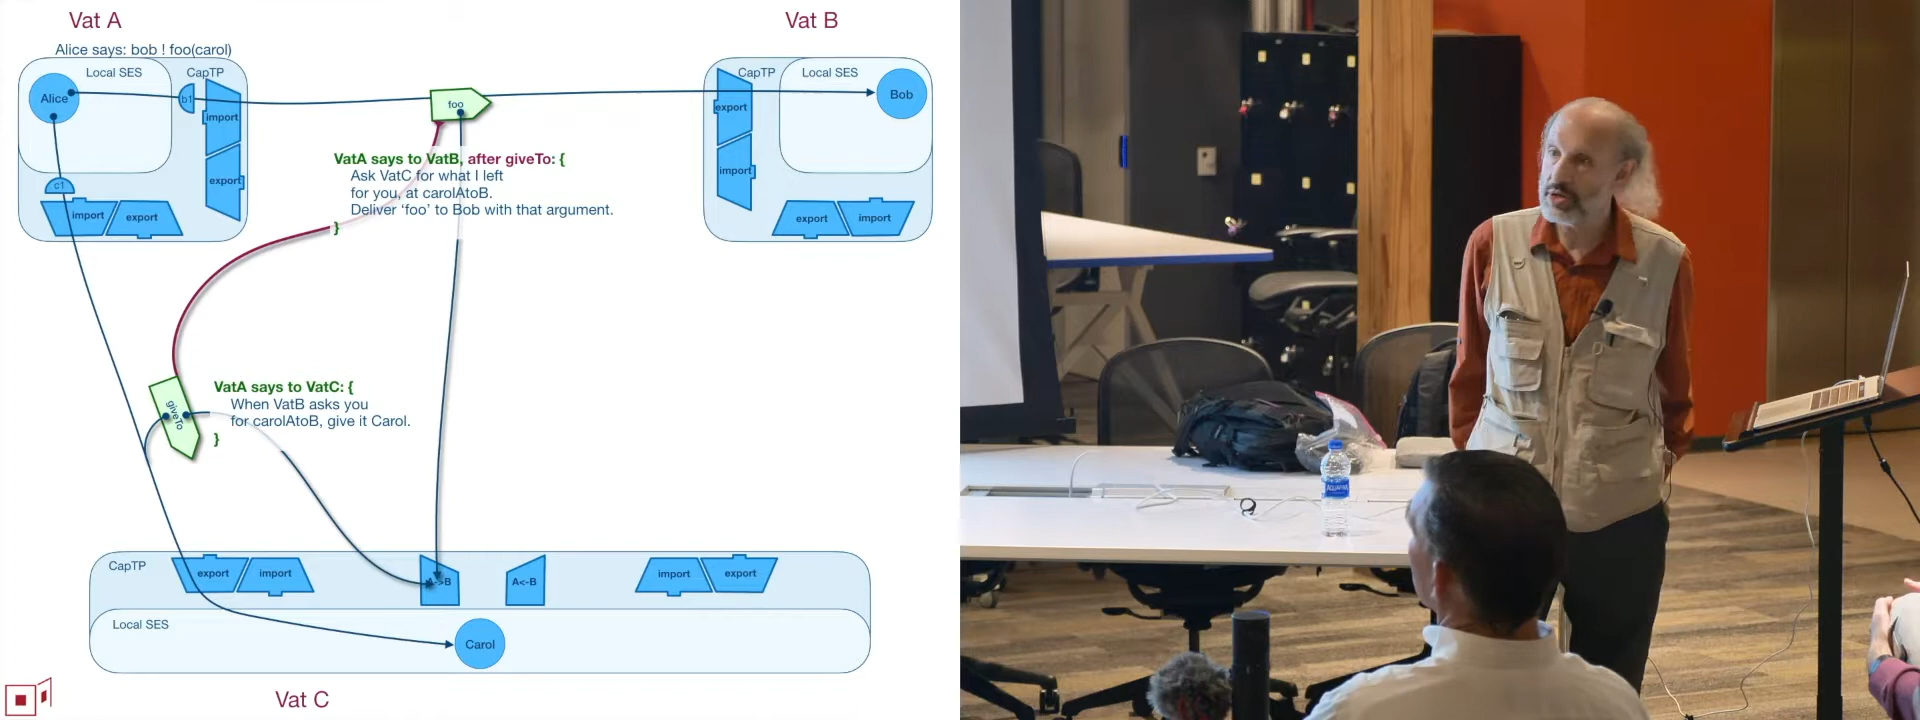 Vat A
Vat B
Alice says: bob ! foo(carol)
Local SES
CapTP
CapTP
Local SES
Alice
b1
import
foo
export
Bob
VatA says to VatB, after giveTo: {
Ask VatC for what I left
for you, at carolAtoB.
Deliver ‘foo’ to Bob with that argument.
}
export
import
c1
import
export
export
import
VatA says to VatC: {
When VatB asks you
for carolAtoB, give it Carol.
}
giveTo
CapTP
export
import
A->B
A<-B
import
export
Local SES
Carol
Vat C
AQUAFINA